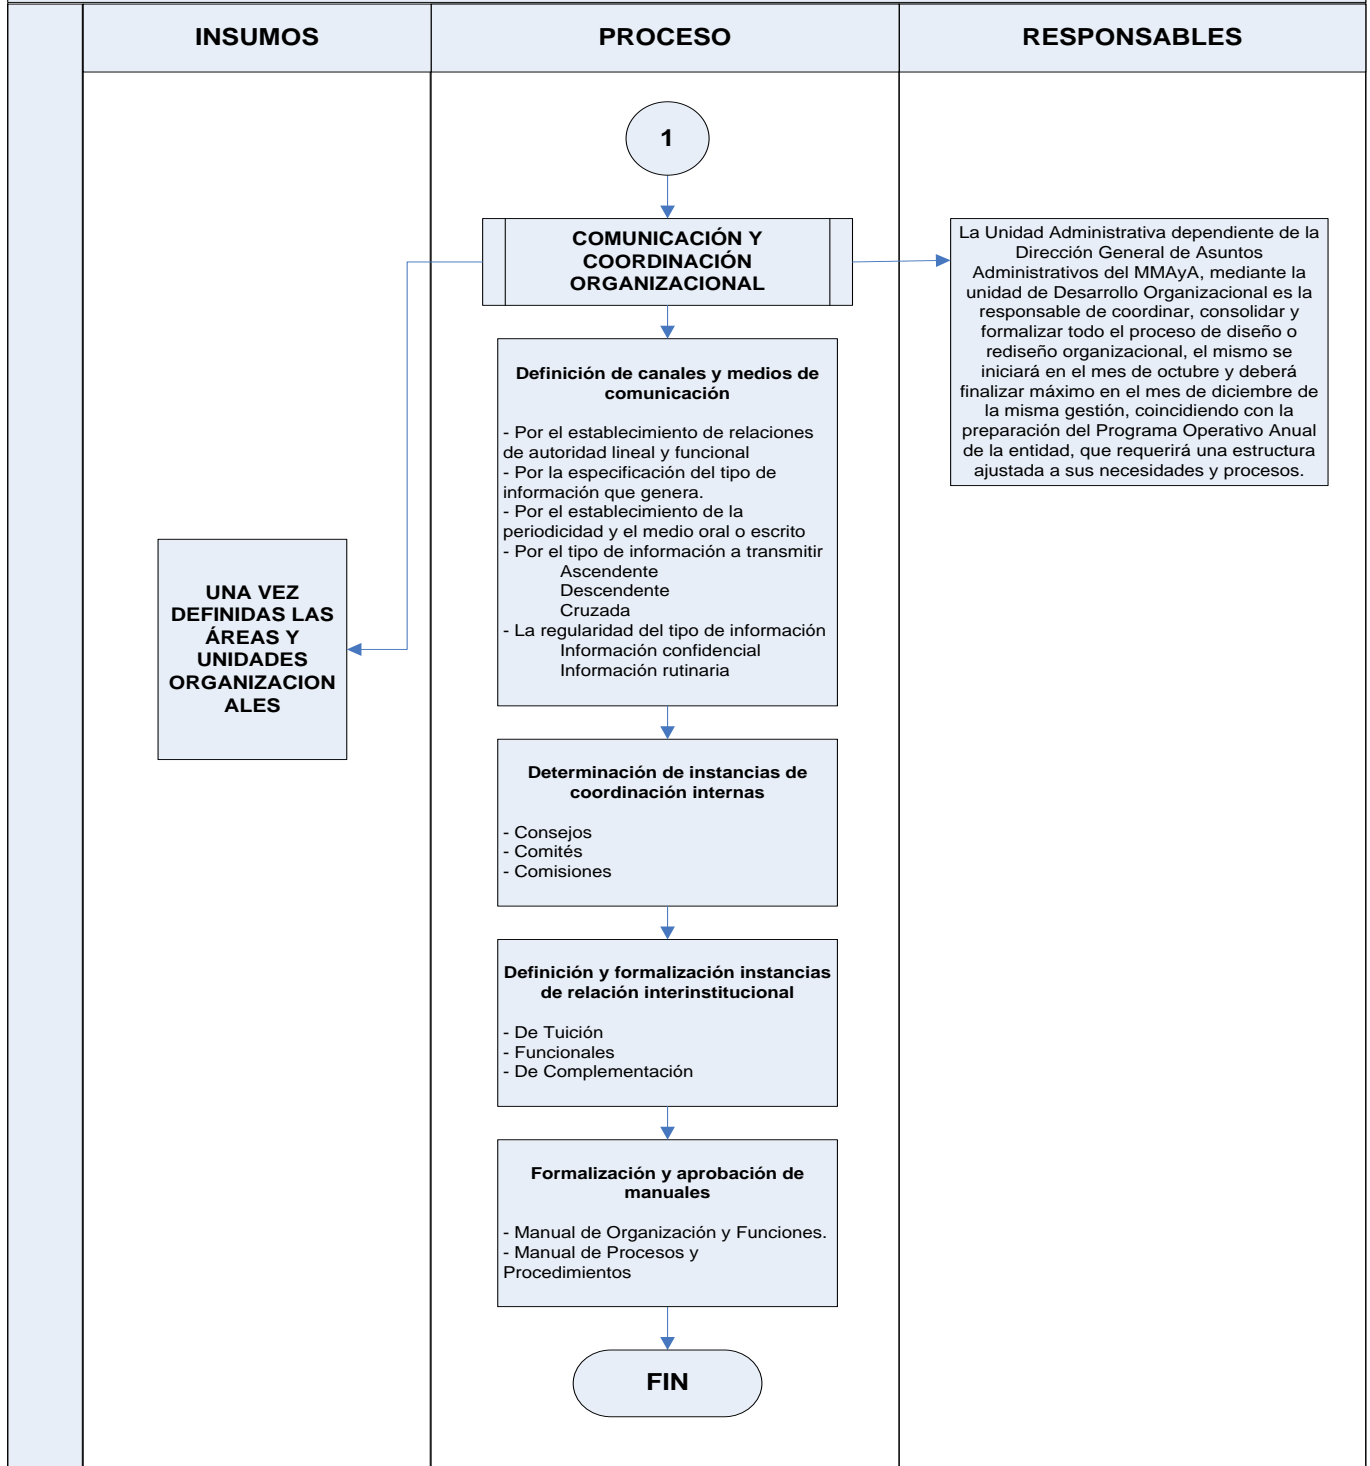 INSUMOS
PROCESO
RESPONSABLES
1
COMUNICACIÓN Y
COORDINACIÓN
ORGANIZACIONAL
La Unidad Administrativa dependiente de la
Dirección General de Asuntos
Administrativos del MMAyA, mediante la
unidad de Desarrollo Organizacional es la
responsable de coordinar, consolidar y
formalizar todo el proceso de diseño o
rediseño organizacional, el mismo se
iniciará en el mes de octubre y deberá
finalizar máximo en el mes de diciembre de
la misma gestión, coincidiendo con la
preparación del Programa Operativo Anual
de la entidad, que requerirá una estructura
ajustada a sus necesidades y procesos.
Definición de canales y medios de
comunicación
- Por el establecimiento de relaciones
de autoridad lineal y funcional
- Por la especificación del tipo de
información que genera.
- Por el establecimiento de la
periodicidad y el medio oral o escrito
- Por el tipo de información a transmitir
Ascendente
Descendente
Cruzada
- La regularidad del tipo de información
Información confidencial
Información rutinaria
UNA VEZ
DEFINIDAS LAS
ÁREAS Y
UNIDADES
ORGANIZACION
ALES
Determinación de instancias de
coordinación internas
- Consejos
- Comités
- Comisiones
Definición y formalización instancias
de relación interinstitucional
- De Tuición
- Funcionales
- De Complementación
Formalización y aprobación de
manuales
- Manual de Organización y Funciones.
- Manual de Procesos y
Procedimientos
FIN